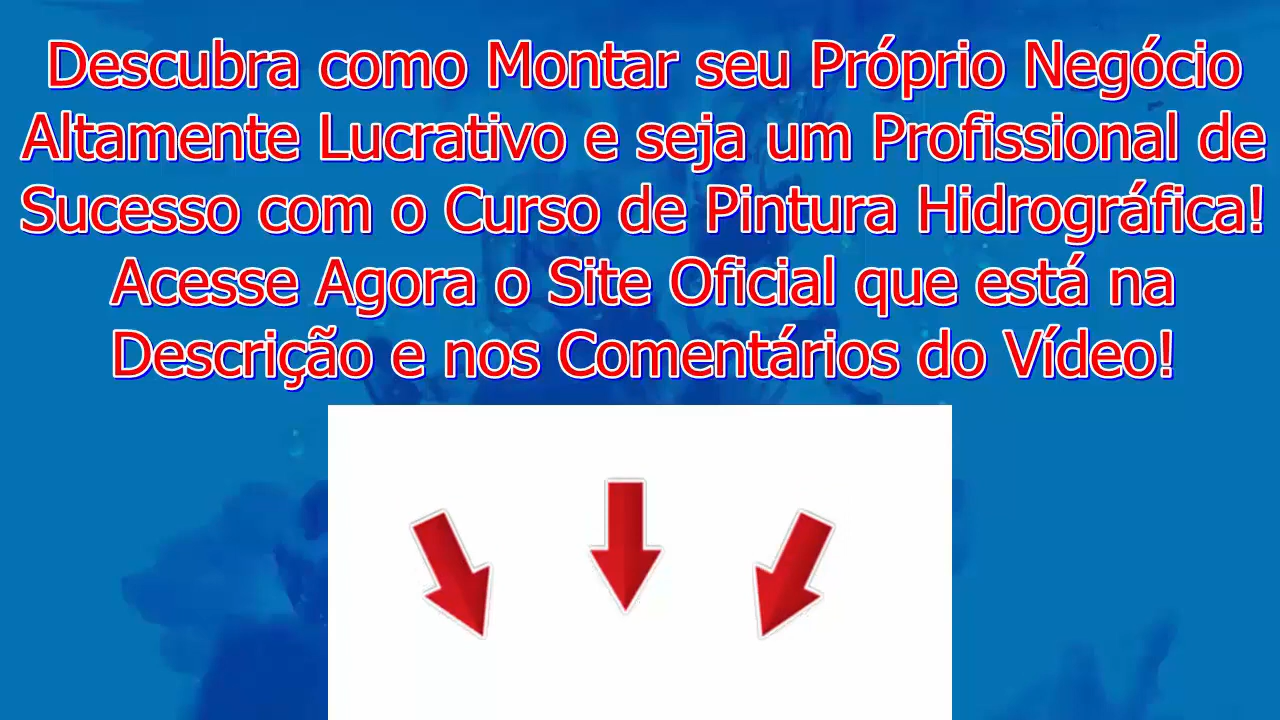 Descubra como Montar seu Próprio Negócio
Altamente Lucrativo e seja um Profissional de
Sucesso com o Curso de Pintura Hidrográfica!
Acesse Agora o Site Oficial que está na
Descrição e nos Comentários do Vídeo!